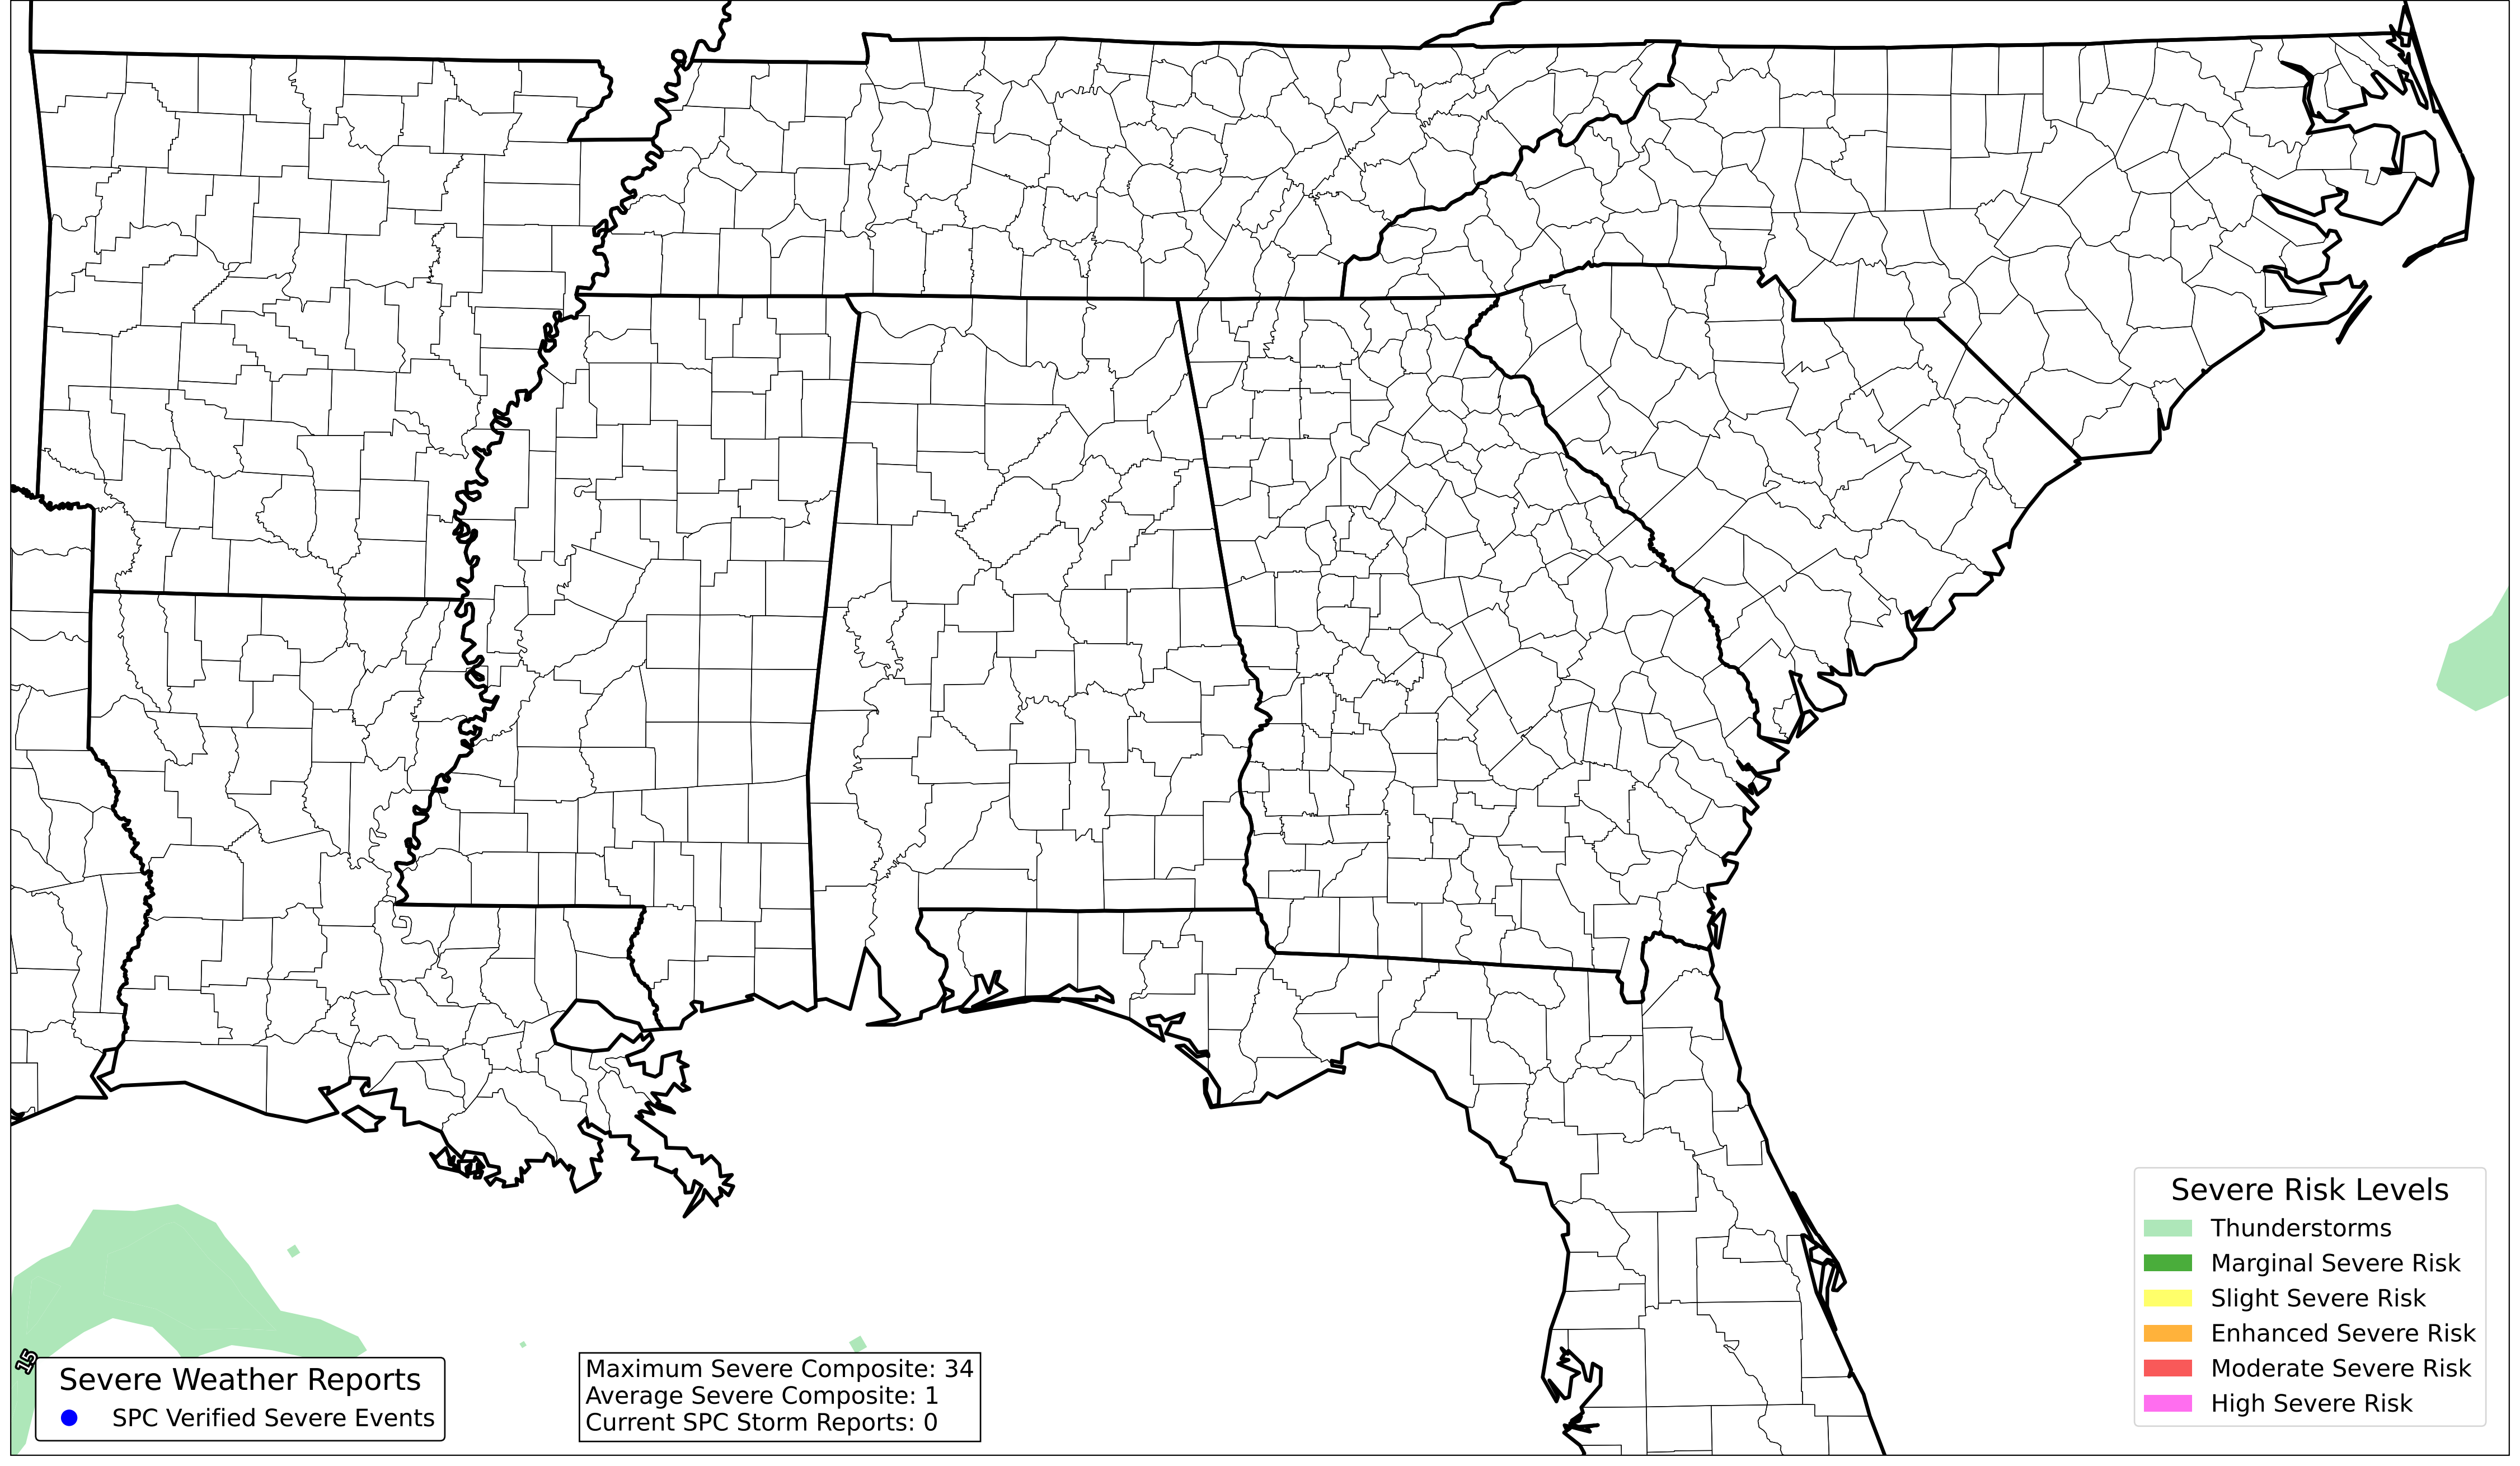 15
Severe Weather Reports
SPC Verified Severe Events
Maximum Severe Composite: 34
Average Severe Composite: 1
Current SPC Storm Reports: 0
Severe Risk Levels
Thunderstorms
Marginal Severe Risk
Slight Severe Risk
Enhanced Severe Risk
Moderate Severe Risk
High Severe Risk